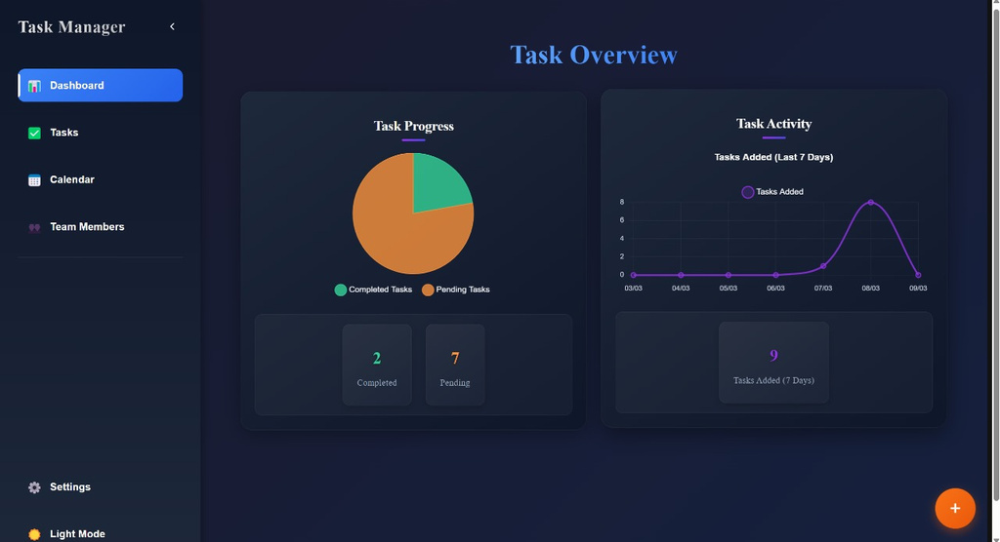 Task Manager
Dashboard
Tasks
Calendar
Team Members
Settings
Light Mode
Task Overview
Task Progress
Completed Tasks
Pending Tasks
2
Completed
7
Pending
Task Activity
Tasks Added (Last 7 Days)
Tasks Added
8
6
4
2
0
03/03 04/03 05/03 06/03 07/03 08/03 09/03
9
Tasks Added (7 Days)
+